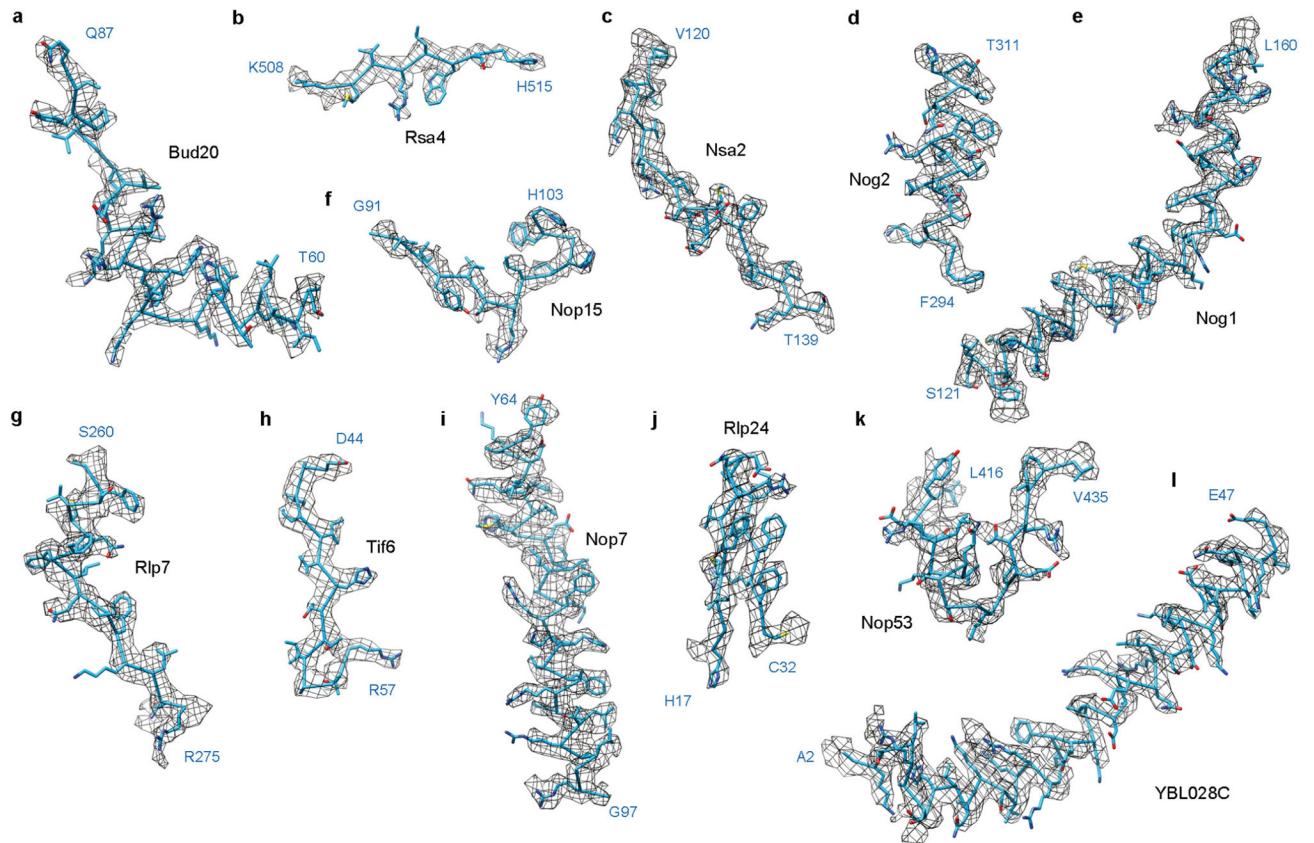 a
Q87
Bud20
T60
b
K508
H515
Rsa4
c
V120
Nsa2
T139
d
T311
Nog2
F294
e
L160
Nog1
S121
f
G91
H103
Nop15
g
S260
Rlp7
R275
h
D44
Tif6
R57
i
Y64
Nop7
G97
j
Rlp24
C32
H17
k
L416
V435
Nop53
l
E47
A2
YBL028C